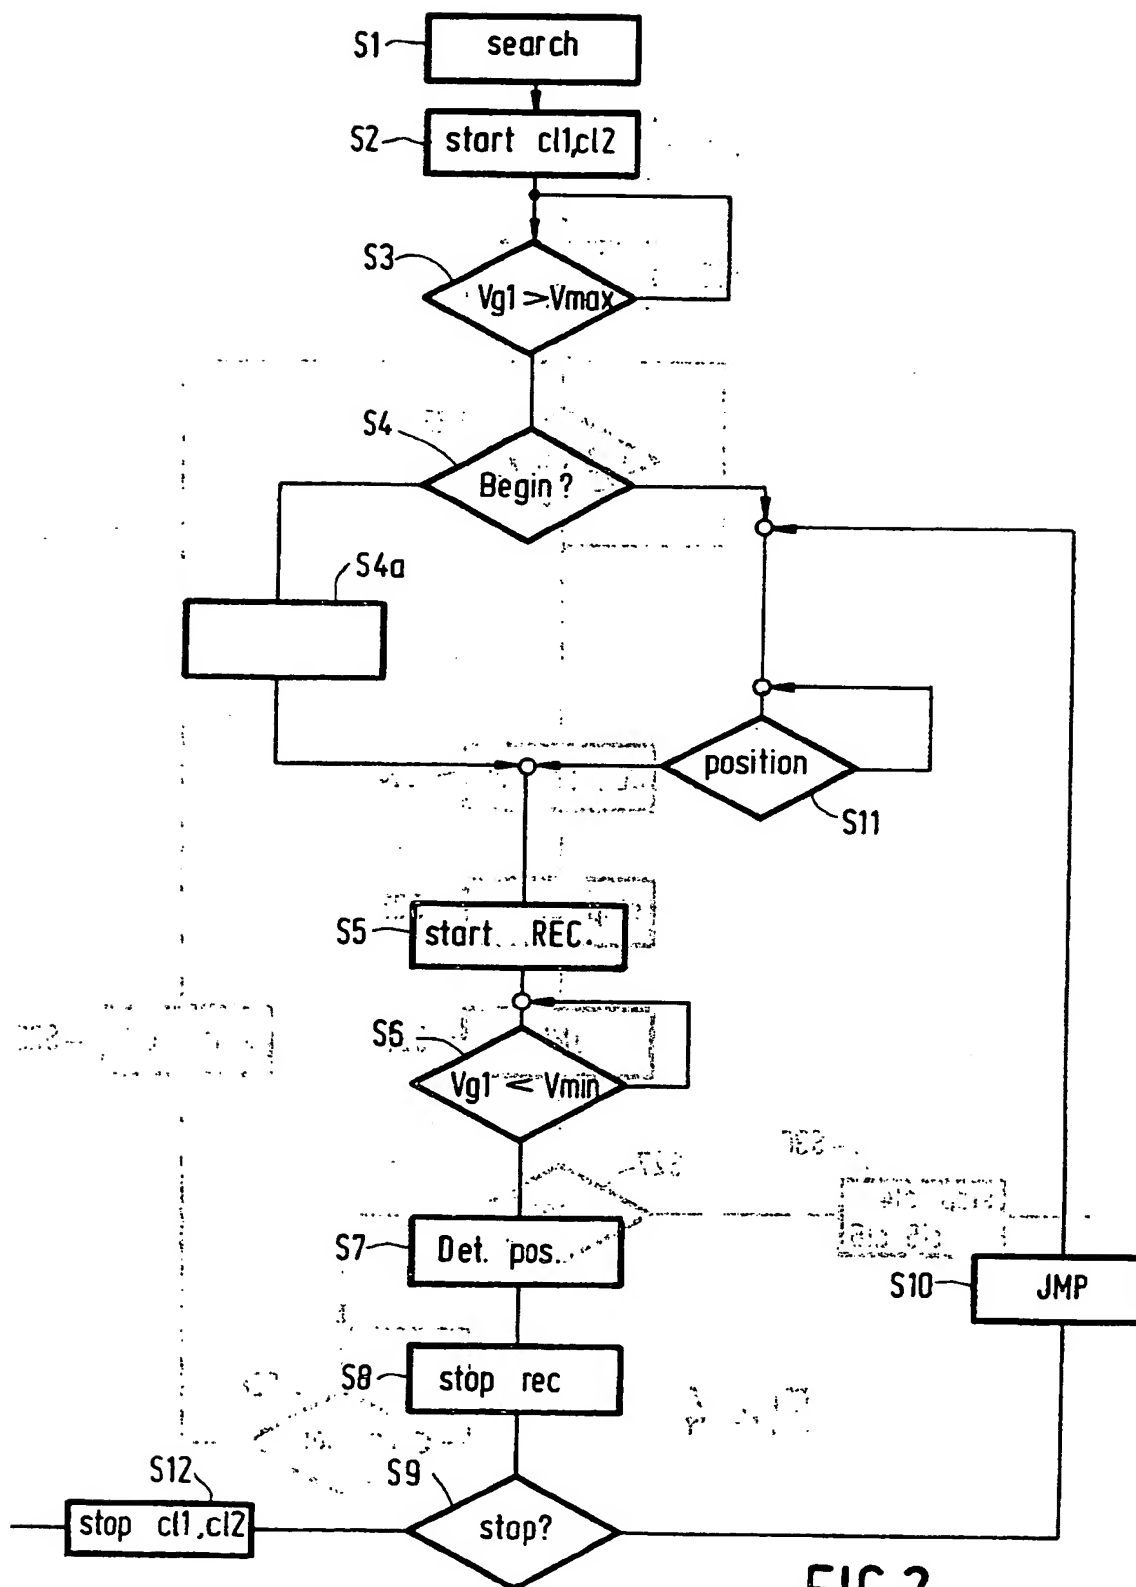 S1 search
S2 start cl1,cl2
S3
Vg1 > Vmax
S4
Begin ?
S4a
position
S11
S5 start REC.
S6
Vg1 < Vmin
S7 Det. pos.
S10 JMP
S8 stop rec
S12 S9
stop cl1,cl2 stop?
FIG.2